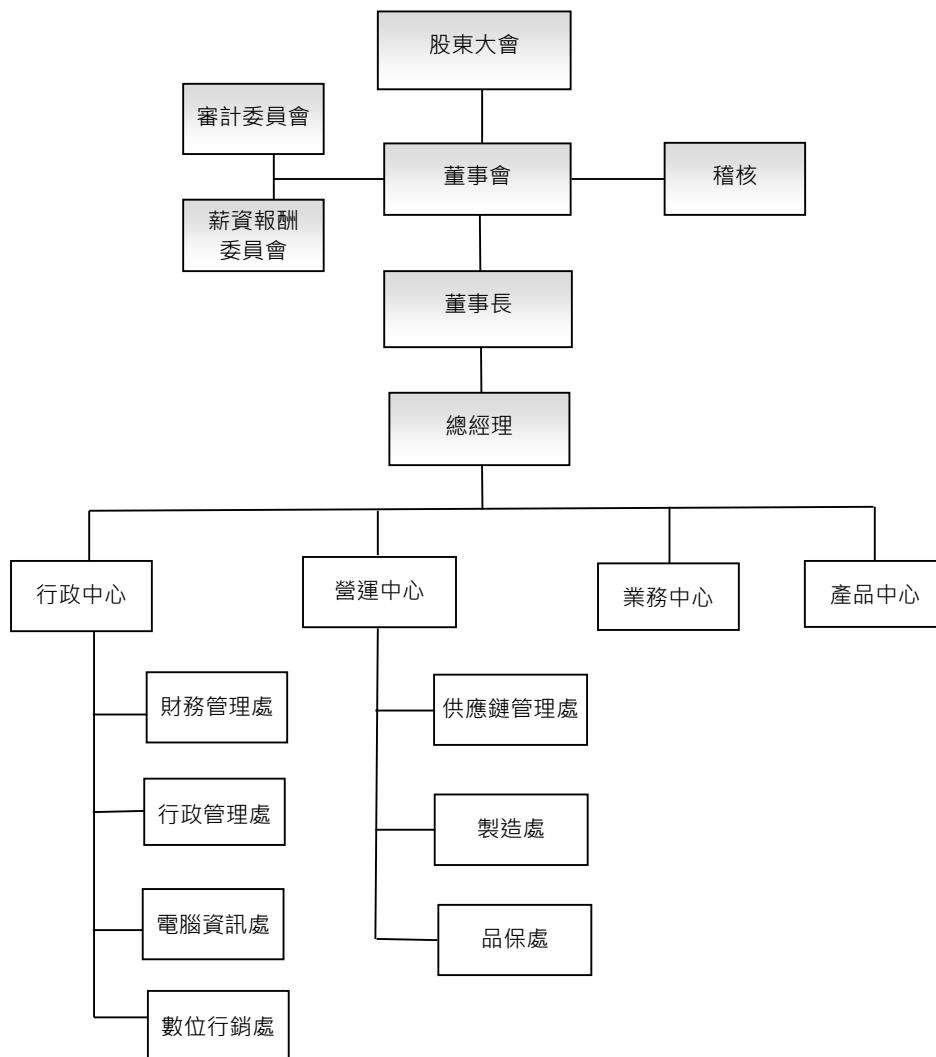 股東大會
審計委員會
董事會
稽核
薪資報酬
委員會
董事長
總經理
行政中心
營運中心
業務中心
產品中心
財務管理處
供應鏈管理處
行政管理處
製造處
電腦資訊處
品保處
數位行銷處